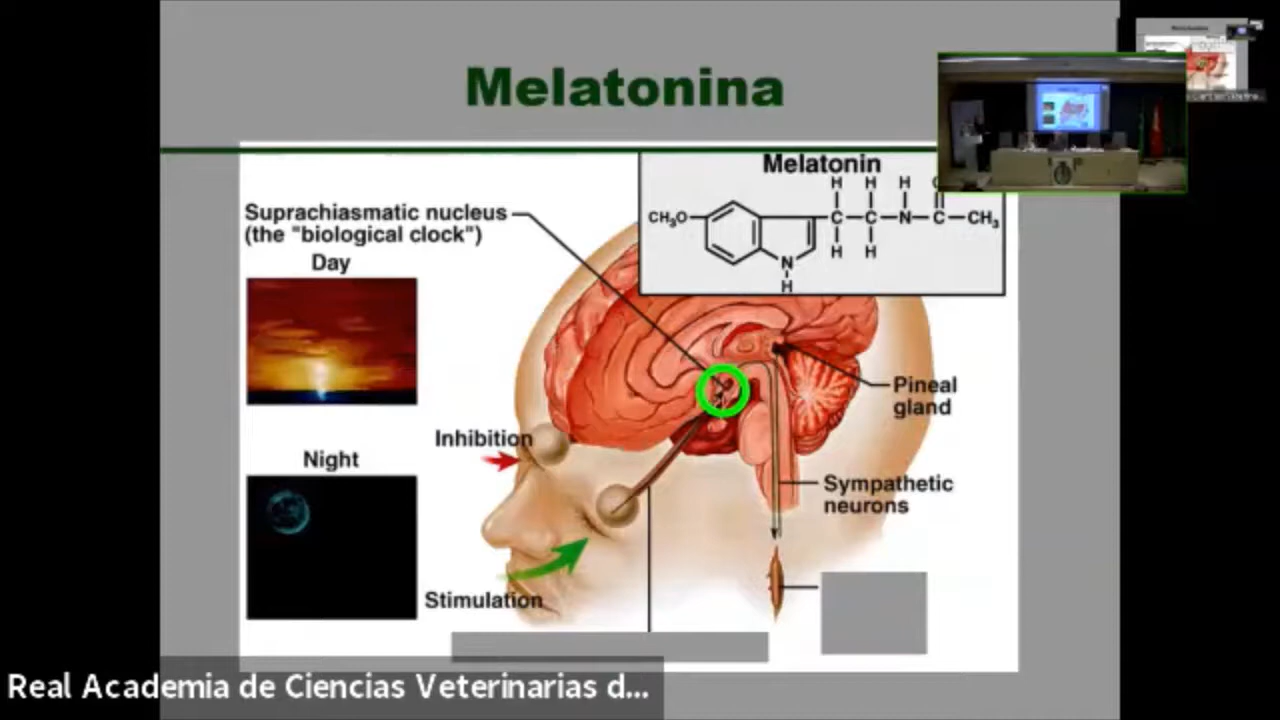 Melatonina
Melatonin
H H H
CH₃O
C C N C CH₃
H H
N
H
Suprachiasmatic nucleus
(the "biological clock")
Day
Inhibition
Night
Stimulation
Pineal
gland
Sympathetic
neurons
Real Academia de Ciencias Veterinarias d...